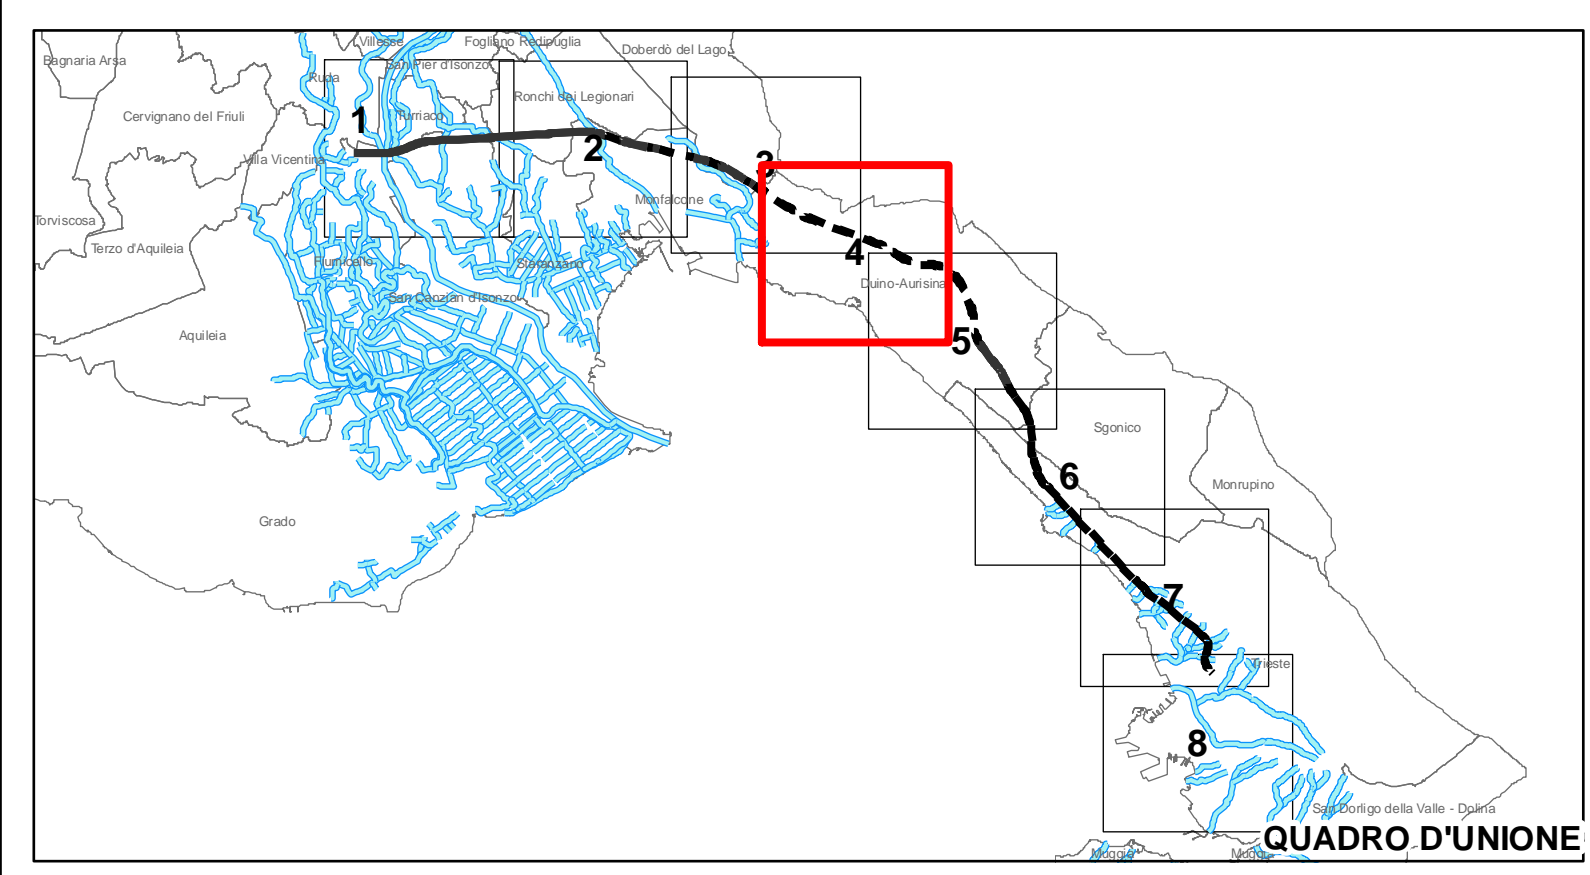 Villesse
Fogliano Redipuglia
Doberdò del Lago
Bagnaria Arsa
San Pier d'Isonzo
Ruda
Ronchi dei Legionari
Cervignano del Friuli
Turriaco
1
2
Villa Vicentina
3
Monfalcone
Torviscosa
Terzo d'Aquileia
4
Fiumicello
Staranzano
Duino-Aurisina
San Canzian d'Isonzo
Aquileia
5
Sgonico
6
Monrupino
Grado
7
Trieste
8
San Dorligo della Valle - Dolina
QUADRO D'UNIONE
Muggia
Muggia